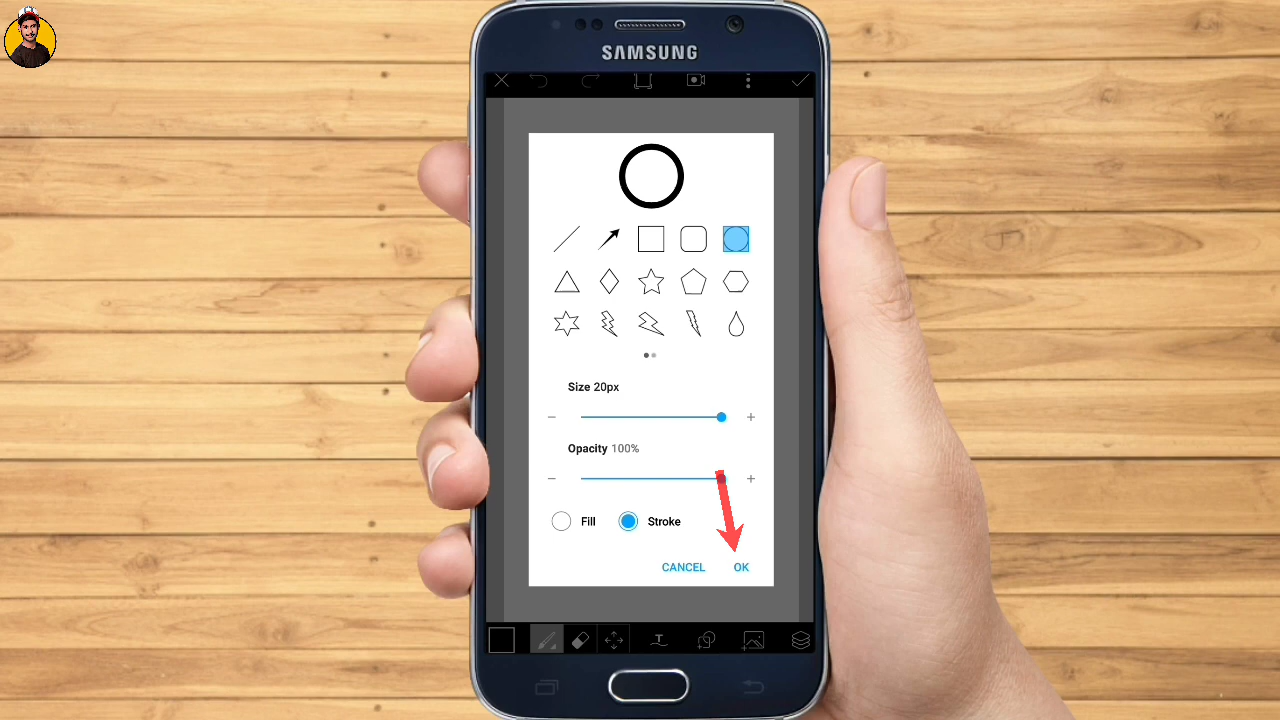 SAMSUNG
Size 20px
Opacity 100%
Fill Stroke
CANCEL OK
T